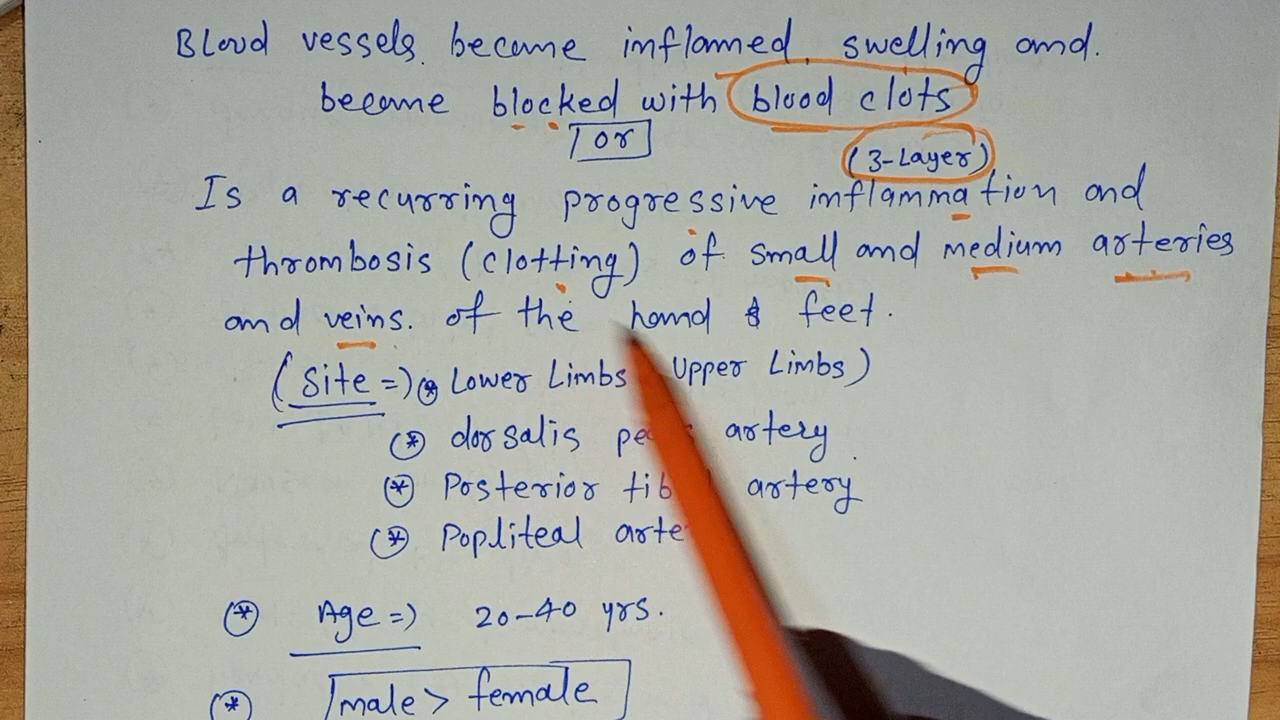 Blood vessels become inflamed, swelling and.
become blocked with blood clots
or
(3-Layer)
Is a recurring progressive inflammation and
thrombosis (clotting) of small and medium arteries
and veins. of the hand & feet.
(Site => * Lower Limbs Upper Limbs)
* dorsalis artery
* Posterior artery
* Popliteal
* Age => 20-40 yrs.
* male > female